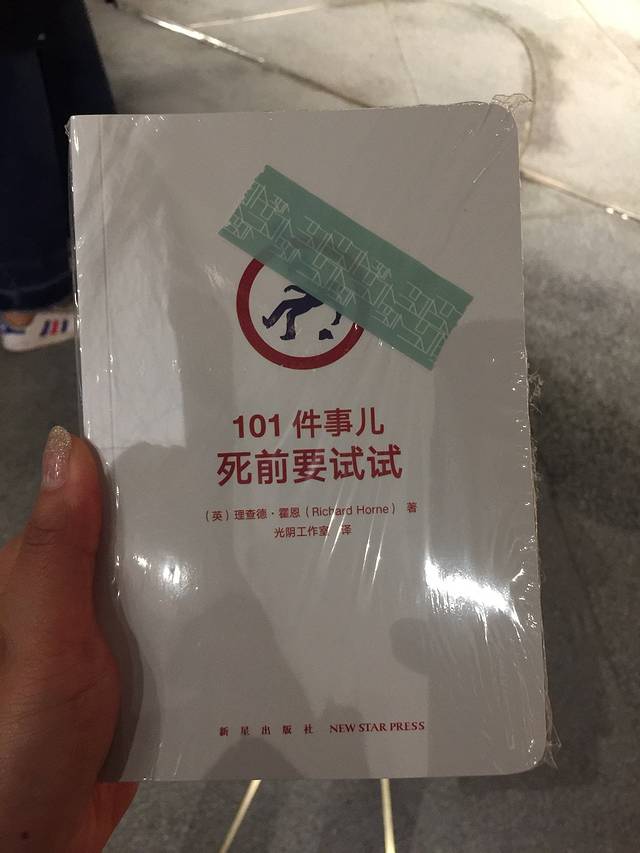 101 件事儿
死前要试试
（英）理查德·霍恩（Richard Horne） 著
光阴工作室 译
新星出版社 NEW STAR PRESS